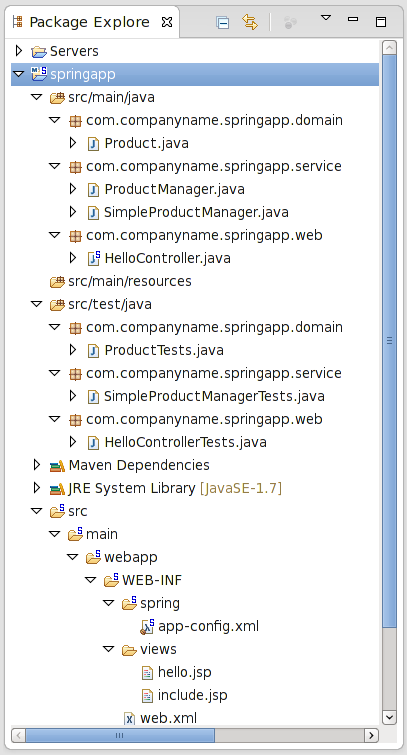 Package Explore
Servers
springapp
src/main/java
com.companyname.springapp.domain
Product.java
com.companyname.springapp.service
ProductManager.java
SimpleProductManager.java
com.companyname.springapp.web
HelloController.java
src/main/resources
src/test/java
com.companyname.springapp.domain
ProductTests.java
com.companyname.springapp.service
SimpleProductManagerTests.java
com.companyname.springapp.web
HelloControllerTests.java
Maven Dependencies
JRE System Library [JavaSE-1.7]
src
main
webapp
WEB-INF
spring
app-config.xml
views
hello.jsp
include.jsp
web.xml